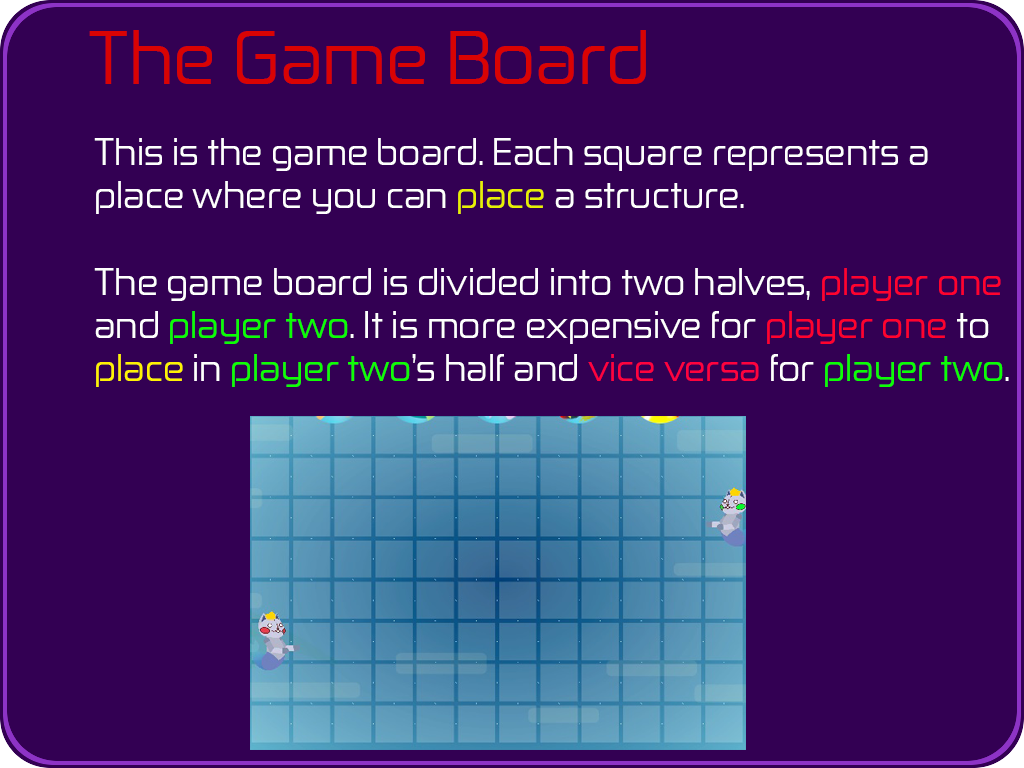 The Game Board
This is the game board. Each square represents a
place where you can place a structure.
The game board is divided into two halves, player one
and player two. It is more expensive for player one to
place in player two's half and vice versa for player two.